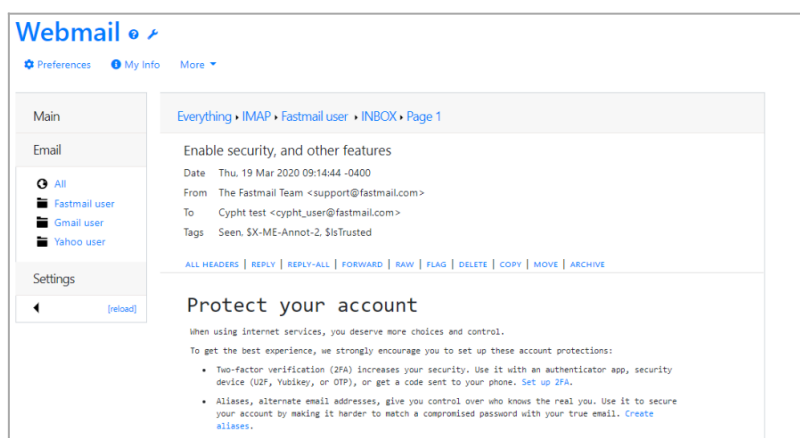 Webmail
Preferences My Info More
Main
Email
All
Fastmail user
Gmail user
Yahoo user
Settings
[reload]
Everything IMAP Fastmail user INBOX Page 1
Enable security, and other features
Date Thu, 19 Mar 2020 09:14:44 -0400
From The Fastmail Team <support@fastmail.com>
To Cypht test <cypht_user@fastmail.com>
Tags Seen, $X-ME-Annot-2, $IsTrusted
ALL HEADERS | REPLY | REPLY-ALL | FORWARD | RAW | FLAG | DELETE | COPY | MOVE | ARCHIVE
Protect your account
When using internet services, you deserve more choices and control.
To get the best experience, we strongly encourage you to set up these account protections:
• Two-factor verification (2FA) increases your security. Use it with an authenticator app, security
device (U2F, Yubikey, or OTP), or get a code sent to your phone. Set up 2FA.
• Aliases, alternate email addresses, give you control over who knows the real you. Use it to secure
your account by making it harder to match a compromised password with your true email. Create
aliases.